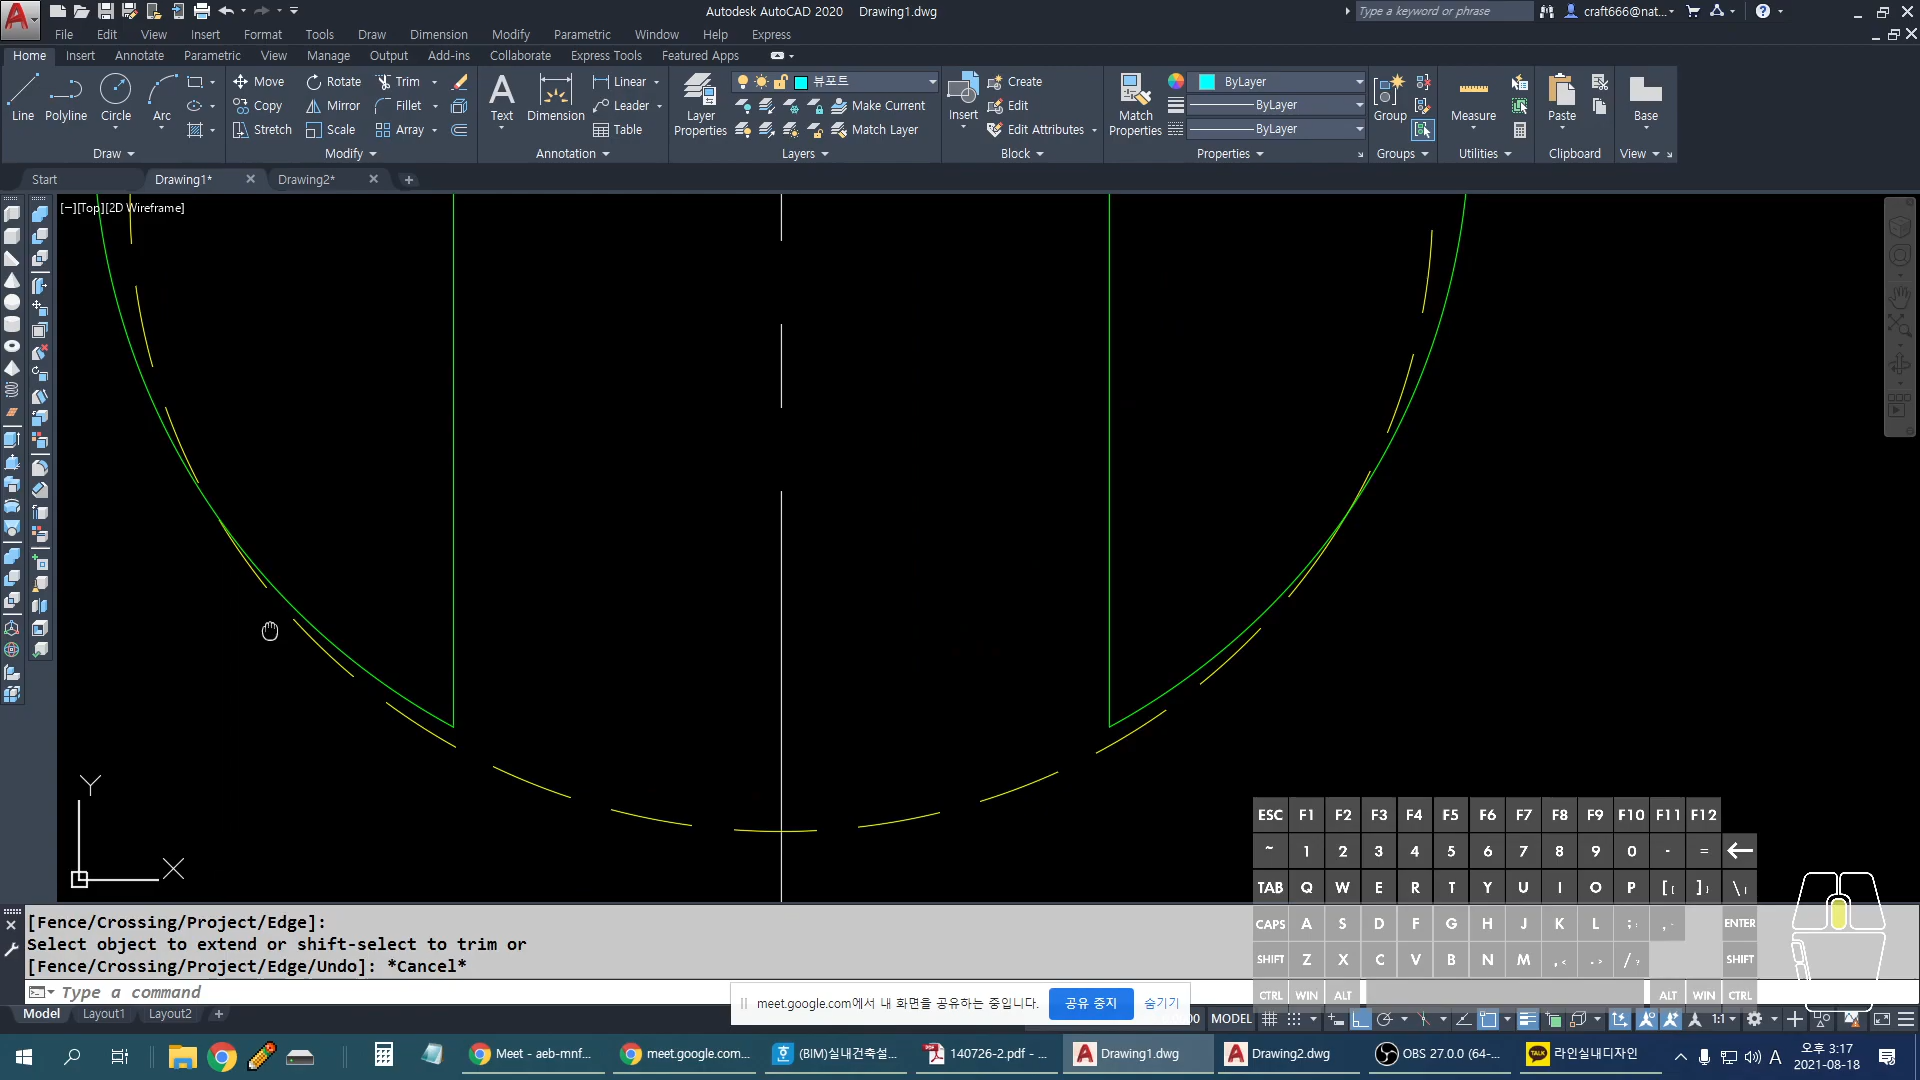 Autodesk AutoCAD 2020 Drawing1.dwg
Type a keyword or phrase
craft666@nat...
File Edit View Insert Format Tools Draw Dimension Modify Parametric Window Help Express
Home Insert Annotate Parametric View Manage Output Add-ins Collaborate Express Tools Featured Apps
Move Rotate Trim Linear 뷰포트 Create ByLayer
Copy Mirror Fillet Leader Make Current Edit ByLayer
Line Polyline Circle Arc Text Dimension Layer Properties Insert Match Properties Group Measure Paste Base
Stretch Scale Array Table Match Layer Edit Attributes ByLayer
Draw Modify Annotation Layers Block Properties Groups Utilities Clipboard View
Start Drawing1* Drawing2*
[−][Top][2D Wireframe]
Y
X
ESC F1 F2 F3 F4 F5 F6 F7 F8 F9 F10 F11 F12
~ 1 2 3 4 5 6 7 8 9 0 - =
TAB Q W E R T Y U I O P [{ ]} \|
CAPS A S D F G H J K L ;: ENTER
SHIFT Z X C V B N M ,< .> /? SHIFT
CTRL WIN ALT ALT WIN CTRL
[Fence/Crossing/Project/Edge]:
Select object to extend or shift-select to trim or
[Fence/Crossing/Project/Edge/Undo]: *Cancel*
Type a command
meet.google.com에서 내 화면을 공유하는 중입니다. 공유 중지 숨기기
Model Layout1 Layout2 MODEL 1:1
Meet - aeb-mnf... meet.google.com... (BIM)실내건축설... 140726-2.pdf - ... Drawing1.dwg Drawing2.dwg OBS 27.0.0 (64-... 라인실내디자인 A 오후 3:17
2021-08-18